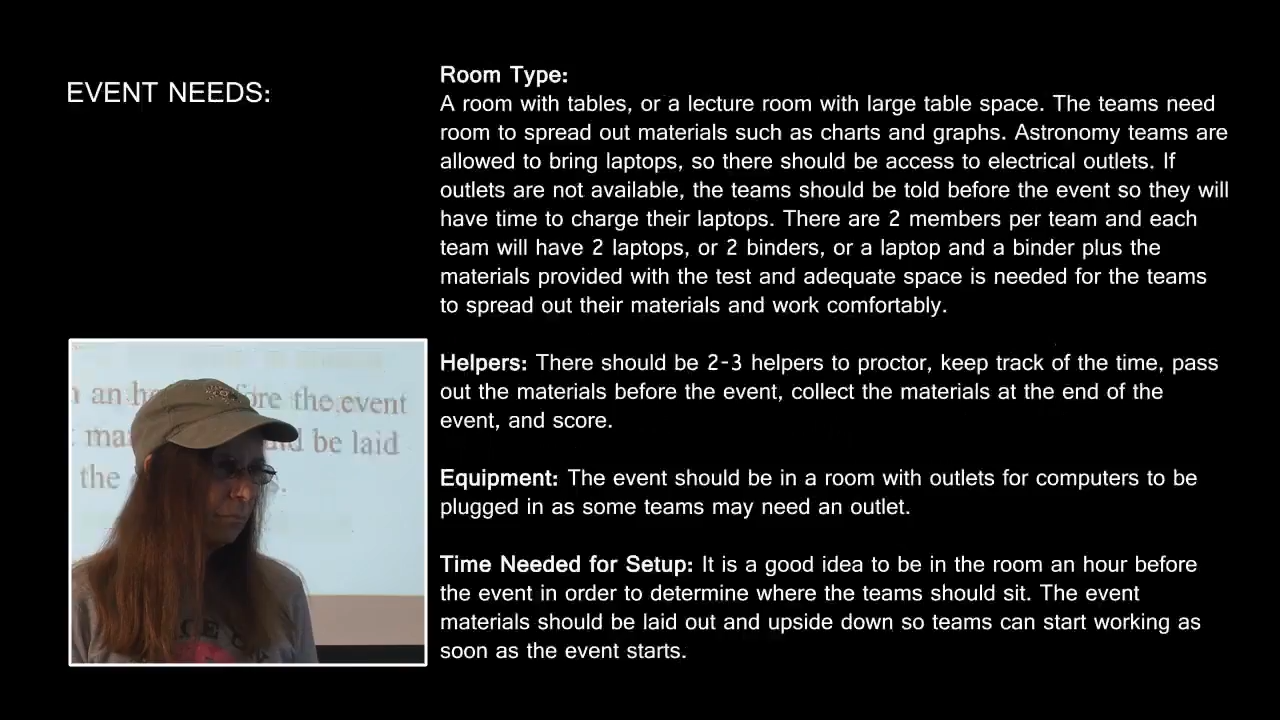 EVENT NEEDS:
Room Type:
A room with tables, or a lecture room with large table space. The teams need
room to spread out materials such as charts and graphs. Astronomy teams are
allowed to bring laptops, so there should be access to electrical outlets. If
outlets are not available, the teams should be told before the event so they will
have time to charge their laptops. There are 2 members per team and each
team will have 2 laptops, or 2 binders, or a laptop and a binder plus the
materials provided with the test and adequate space is needed for the teams
to spread out their materials and work comfortably.
Helpers: There should be 2-3 helpers to proctor, keep track of the time, pass
out the materials before the event, collect the materials at the end of the
event, and score.
Equipment: The event should be in a room with outlets for computers to be
plugged in as some teams may need an outlet.
Time Needed for Setup: It is a good idea to be in the room an hour before
the event in order to determine where the teams should sit. The event
materials should be laid out and upside down so teams can start working as
soon as the event starts.
an the event
be laid
the